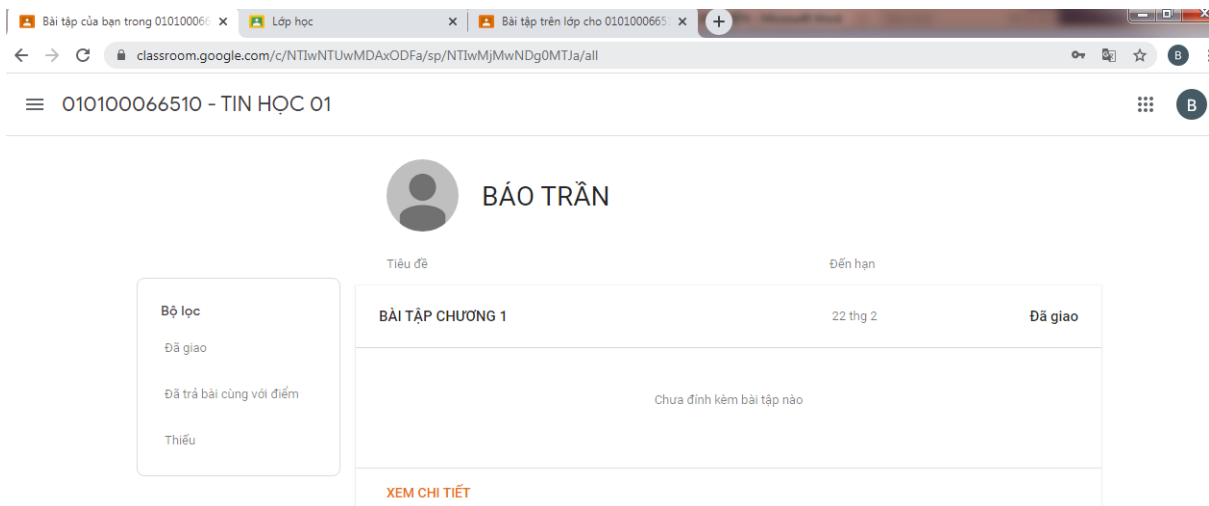 Bài tập của bạn trong 01010006 Lớp học Bài tập trên lớp cho 0101000665
classroom.google.com/c/NTIwNTUwMDAxODFa/sp/NTIwMjMwNDg0MTJa/all B
010100066510 - TIN HỌC 01 B
BÁO TRẦN
Tiêu đề Đến hạn
Bộ lọc
Đã giao
Đã trả bài cùng với điểm
Thiếu
BÀI TẬP CHƯƠNG 1 22 thg 2 Đã giao
Chưa đính kèm bài tập nào
XEM CHI TIẾT